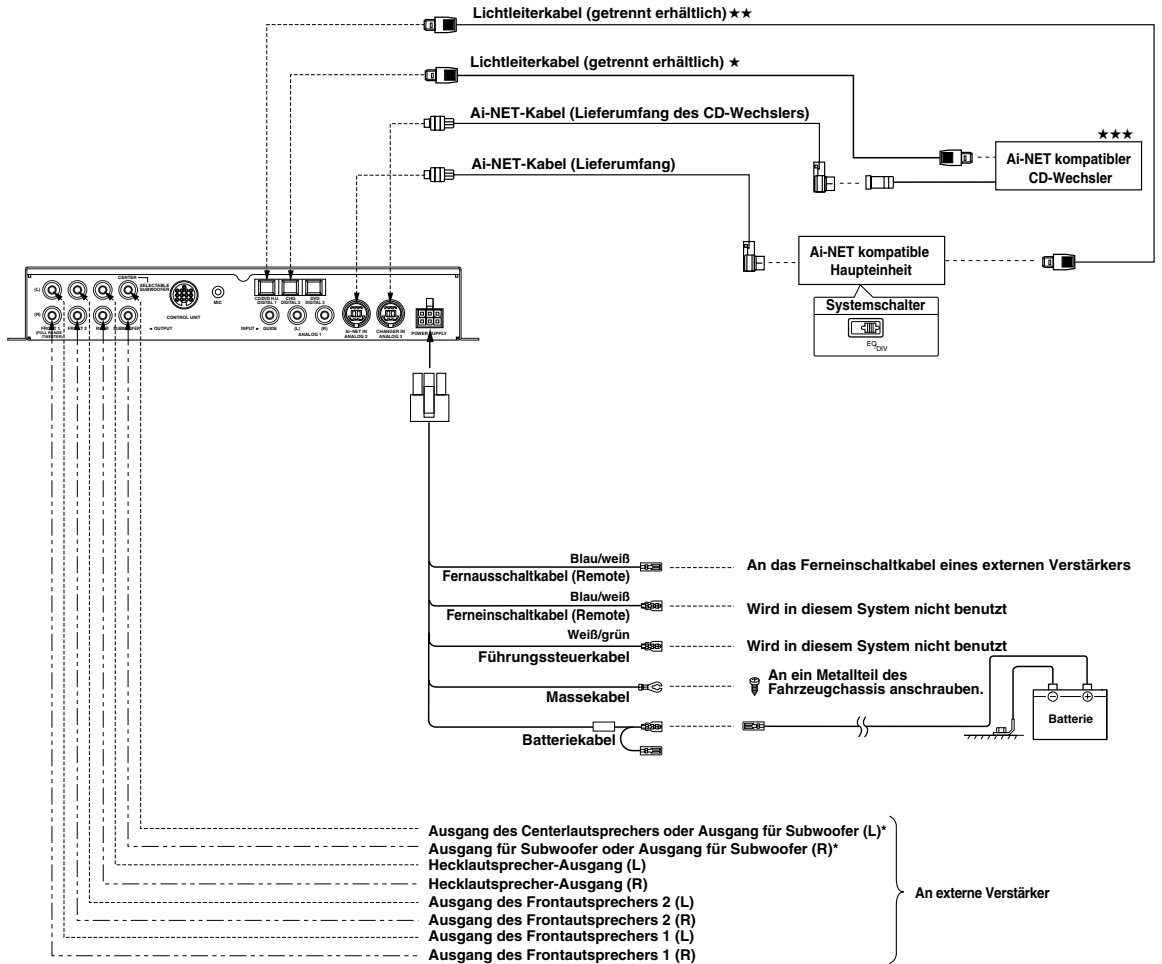 Lichtleiterkabel (getrennt erhältlich) ★★
Lichtleiterkabel (getrennt erhältlich) ★
Ai-NET-Kabel (Lieferumfang des CD-Wechslers)
Ai-NET-Kabel (Lieferumfang)
★★★
Ai-NET kompatibler
CD-Wechsler
Ai-NET kompatible
Haupteinheit
Systemschalter
EQ/DIV
CENTER
SELECTABLE
SUBWOOFER
(L)
(R)
FRONT 1
(FULL RANGE
/TWEETER)
FRONT 2
REAR
SUBWOOFER
◄ OUTPUT
CONTROL UNIT
MIC
CD/DVD H.U.
DIGITAL 1
CHG
DIGITAL 2
DVD
DIGITAL 3
INPUT ►
GUIDE
(L)
(R)
ANALOG 1
Ai-NET IN
ANALOG 2
CHANGER IN
ANALOG 3
POWER SUPPLY
Blau/weiß
Fernausschaltkabel (Remote)
An das Ferneinschaltkabel eines externen Verstärkers
Blau/weiß
Ferneinschaltkabel (Remote)
Wird in diesem System nicht benutzt
Weiß/grün
Führungssteuerkabel
Wird in diesem System nicht benutzt
Massekabel
An ein Metallteil des
Fahrzeugchassis anschrauben.
Batteriekabel
Batterie
Ausgang des Centerlautsprechers oder Ausgang für Subwoofer (L)*
Ausgang für Subwoofer oder Ausgang für Subwoofer (R)*
Hecklautsprecher-Ausgang (L)
Hecklautsprecher-Ausgang (R)
Ausgang des Frontautsprechers 2 (L)
Ausgang des Frontautsprechers 2 (R)
Ausgang des Frontautsprechers 1 (L)
Ausgang des Frontautsprechers 1 (R)
An externe Verstärker